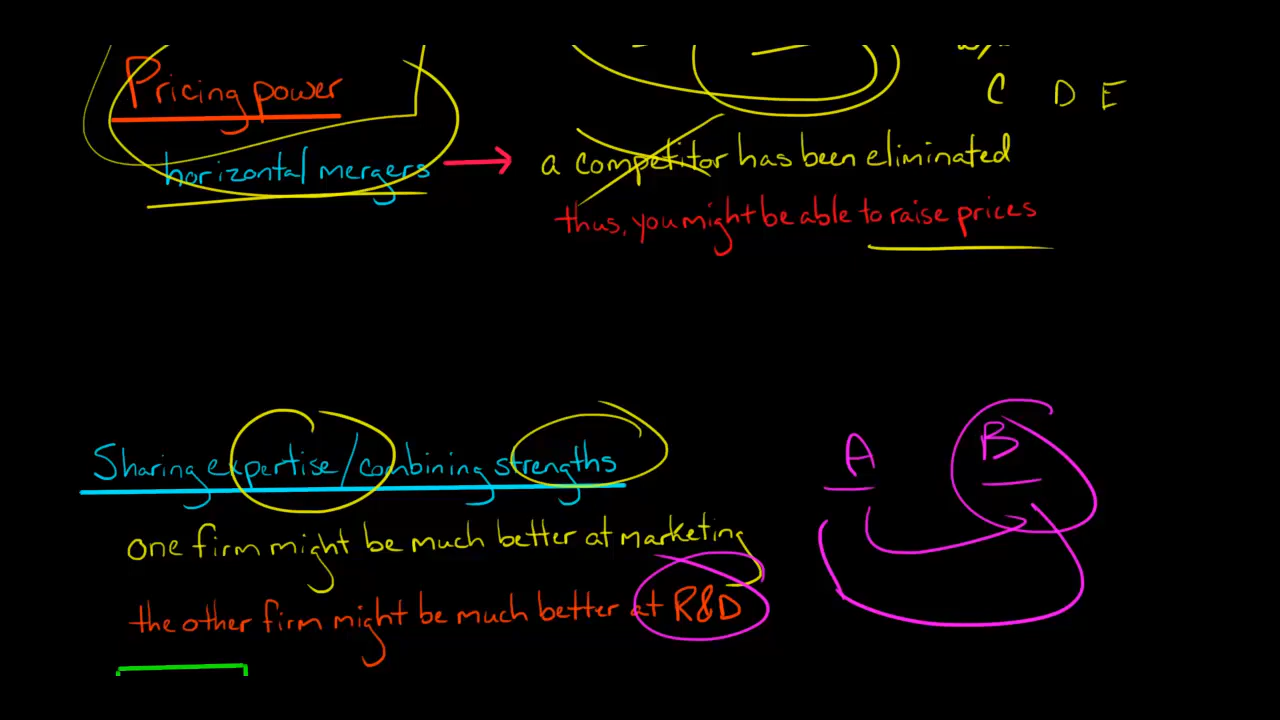 Pricing power
C D E
horizontal mergers
a competitor has been eliminated
thus, you might be able to raise prices
Sharing expertise/combining strengths
A B
one firm might be much better at marketing
the other firm might be much better at R&D